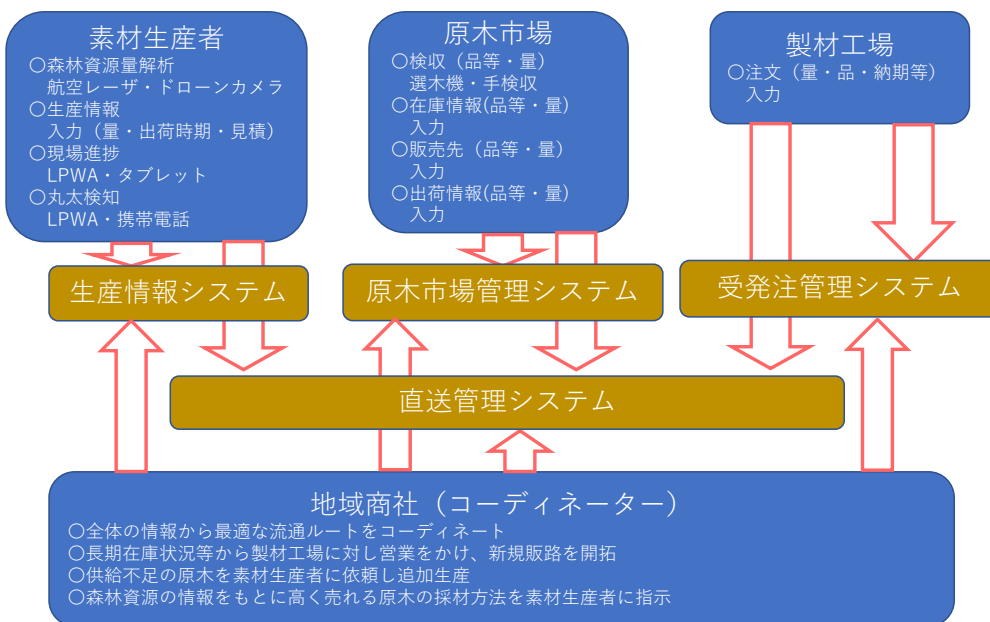 素材生産者
○森林資源量解析
航空レーザ・ドローンカメラ
○生産情報
入力（量・出荷時期・見積）
○現場進捗
LPWA・タブレット
○丸太検知
LPWA・携帯電話
原木市場
○検収（品等・量）
選木機・手検収
○在庫情報(品等・量)
入力
○販売先（品等・量）
入力
○出荷情報(品等・量)
入力
製材工場
○注文（量・品・納期等）
入力
生産情報システム
原木市場管理システム
受発注管理システム
直送管理システム
地域商社（コーディネーター）
○全体の情報から最適な流通ルートをコーディネート
○長期在庫状況等から製材工場に対し営業をかけ、新規販路を開拓
○供給不足の原木を素材生産者に依頼し追加生産
○森林資源の情報をもとに高く売れる原木の採材方法を素材生産者に指示